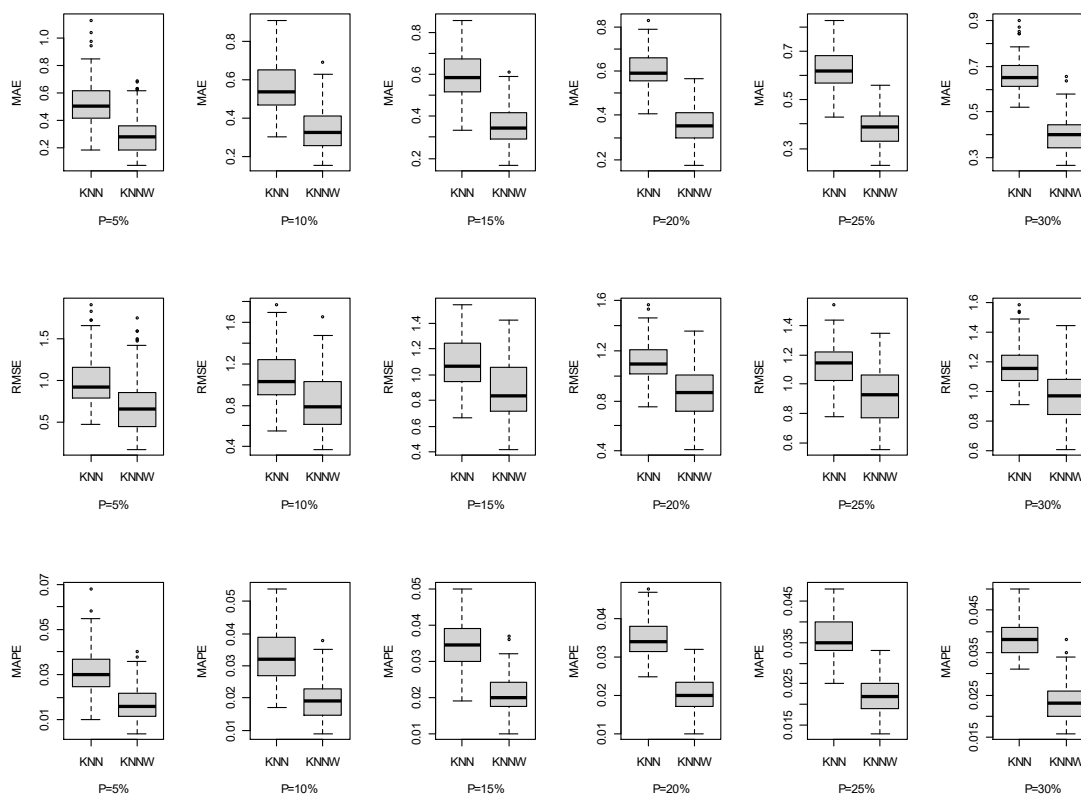 MAE
0.2 0.4 0.6 0.8 1.0
KNN KNNW
P=5%
MAE
0.2 0.4 0.6 0.8
KNN KNNW
P=10%
MAE
0.2 0.4 0.6 0.8
KNN KNNW
P=15%
MAE
0.2 0.4 0.6 0.8
KNN KNNW
P=20%
MAE
0.3 0.5 0.7
KNN KNNW
P=25%
MAE
0.3 0.5 0.7 0.9
KNN KNNW
P=30%
RMSE
0.5 1.0 1.5
KNN KNNW
P=5%
RMSE
0.4 0.8 1.2 1.6
KNN KNNW
P=10%
RMSE
0.4 0.6 0.8 1.0 1.2 1.4
KNN KNNW
P=15%
RMSE
0.4 0.6 0.8 1.0 1.2 1.4 1.6
KNN KNNW
P=20%
RMSE
0.6 0.8 1.0 1.2 1.4
KNN KNNW
P=25%
RMSE
0.6 0.8 1.0 1.2 1.4 1.6
KNN KNNW
P=30%
MAPE
0.01 0.03 0.05 0.07
KNN KNNW
P=5%
MAPE
0.01 0.02 0.03 0.04 0.05
KNN KNNW
P=10%
MAPE
0.01 0.02 0.03 0.04 0.05
KNN KNNW
P=15%
MAPE
0.01 0.02 0.03 0.04
KNN KNNW
P=20%
MAPE
0.015 0.025 0.035 0.045
KNN KNNW
P=25%
MAPE
0.015 0.025 0.035 0.045
KNN KNNW
P=30%